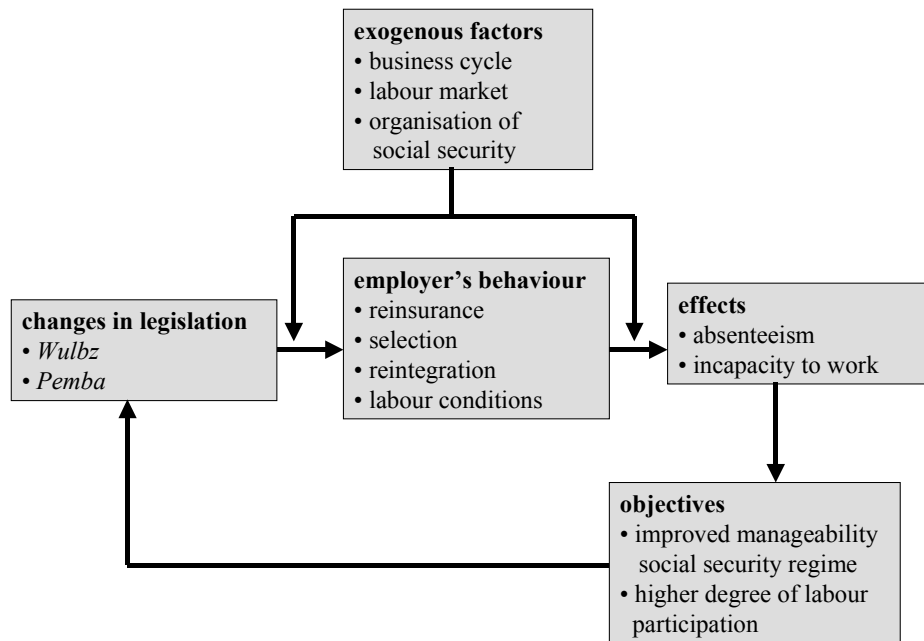 exogenous factors
• business cycle
• labour market
• organisation of
social security
changes in legislation
• Wulbz
• Pemba
employer's behaviour
• reinsurance
• selection
• reintegration
• labour conditions
effects
• absenteeism
• incapacity to work
objectives
• improved manageability
social security regime
• higher degree of labour
participation